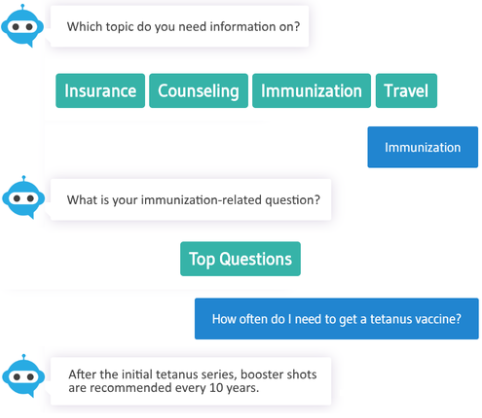 Which topic do you need information on?
Insurance Counseling Immunization Travel
Immunization
What is your immunization-related question?
Top Questions
How often do I need to get a tetanus vaccine?
After the initial tetanus series, booster shots
are recommended every 10 years.